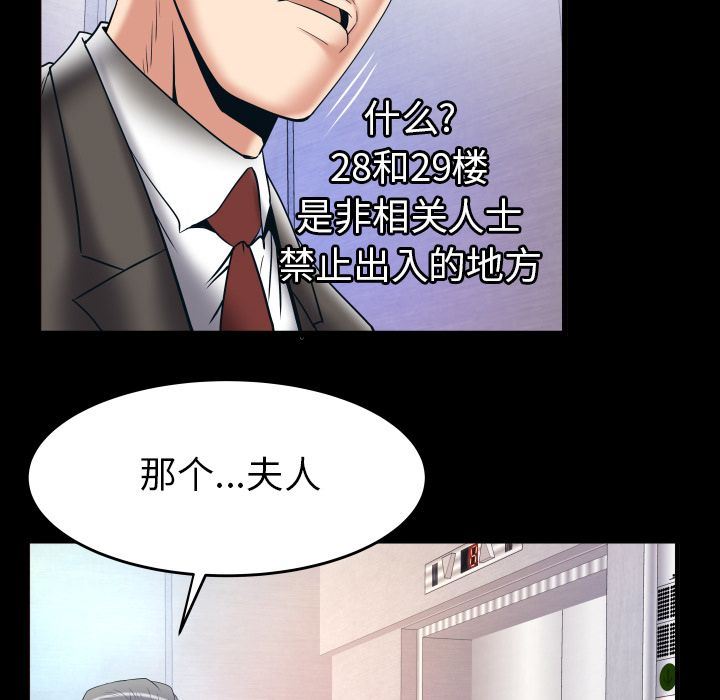 什么?
28和29楼
是非相关人士
禁止出入的地方
那个...夫人
8